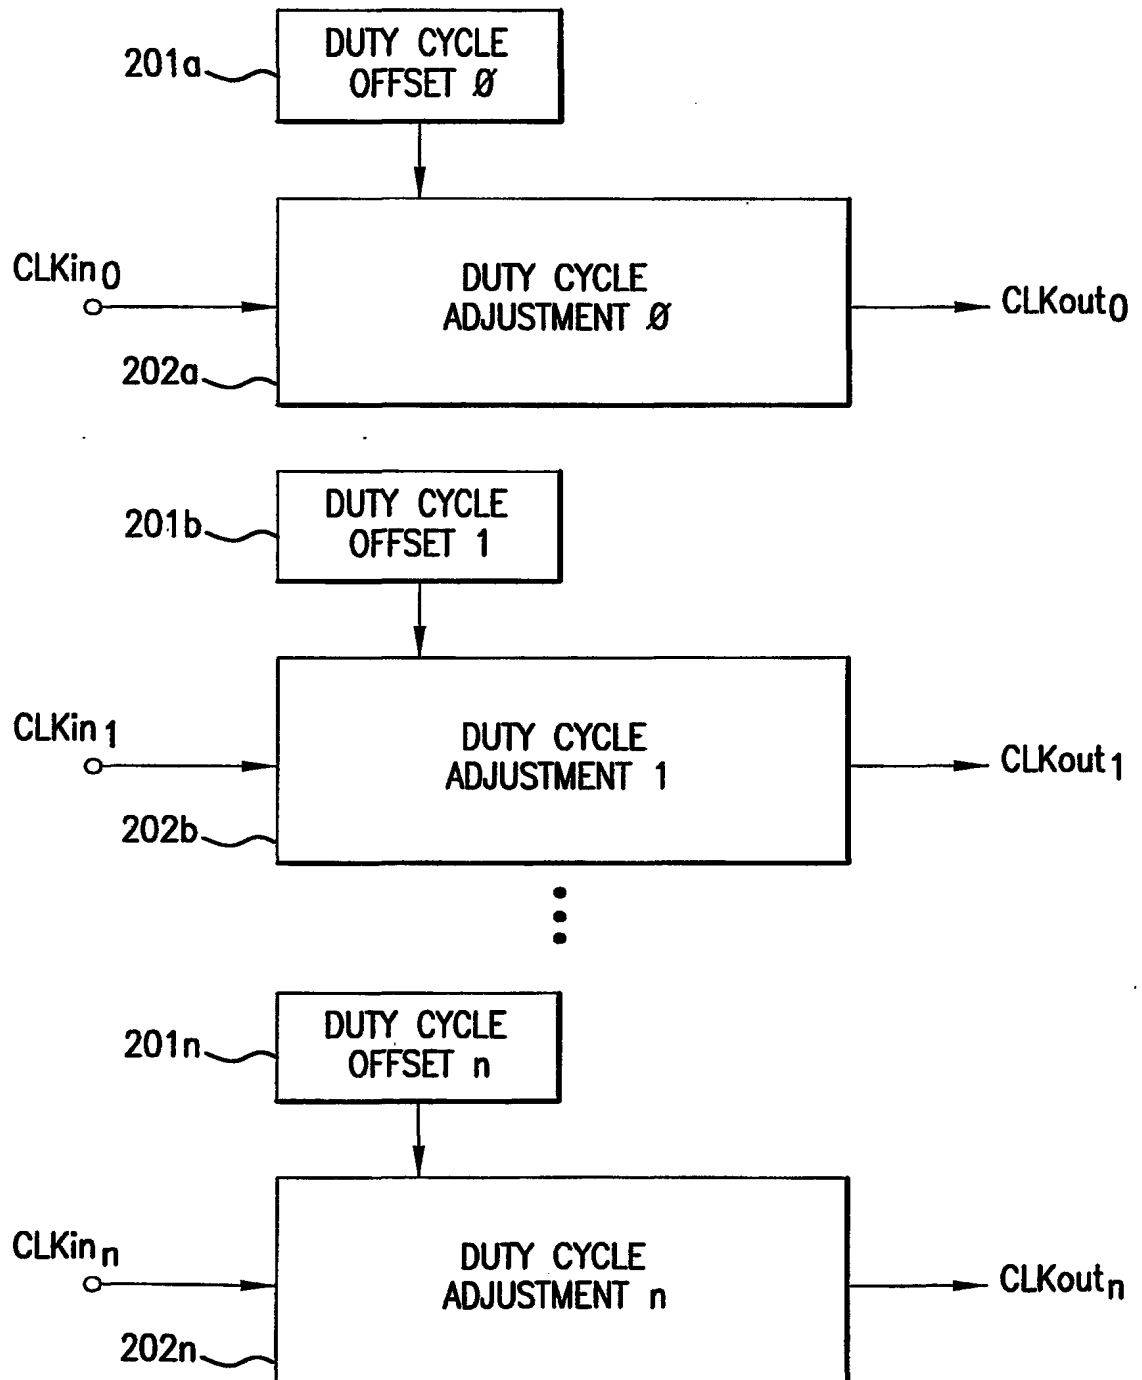 DUTY CYCLE
OFFSET Ø
201a
CLKin0
DUTY CYCLE
ADJUSTMENT Ø
CLKout0
202a
DUTY CYCLE
OFFSET 1
201b
CLKin1
DUTY CYCLE
ADJUSTMENT 1
CLKout1
202b
DUTY CYCLE
OFFSET n
201n
CLKinn
DUTY CYCLE
ADJUSTMENT n
CLKoutn
202n